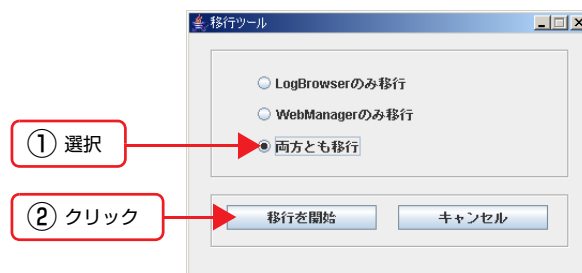 移行ツール
LogBrowserのみ移行
WebManagerのみ移行
① 選択
両方とも移行
② クリック
移行を開始
キャンセル